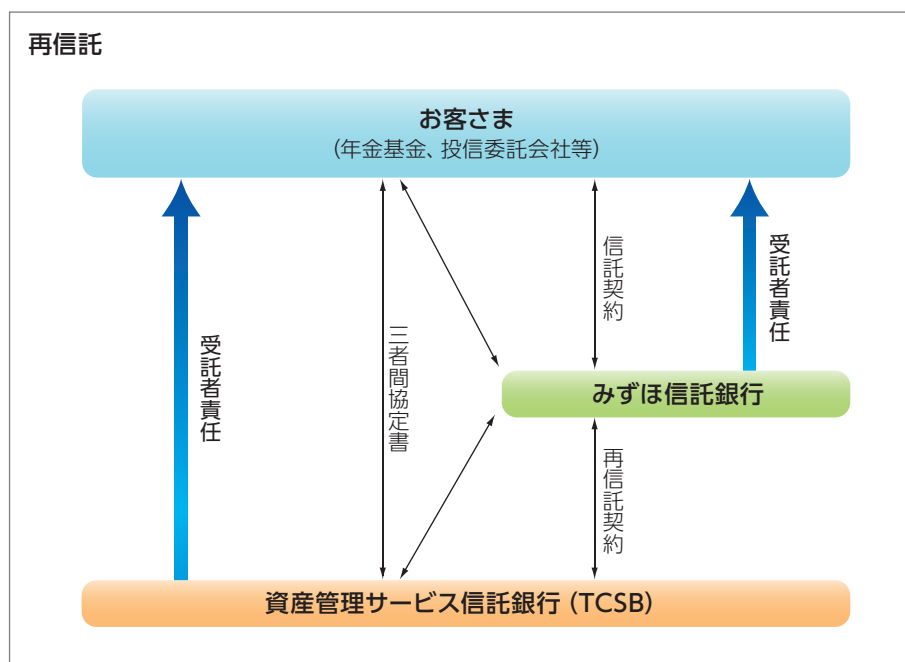 再信託
お客さま
(年金基金、投信委託会社等)
信託契約
受託者責任
三者間協定書
受託者責任
みずほ信託銀行
再信託契約
資産管理サービス信託銀行 (TCSB)